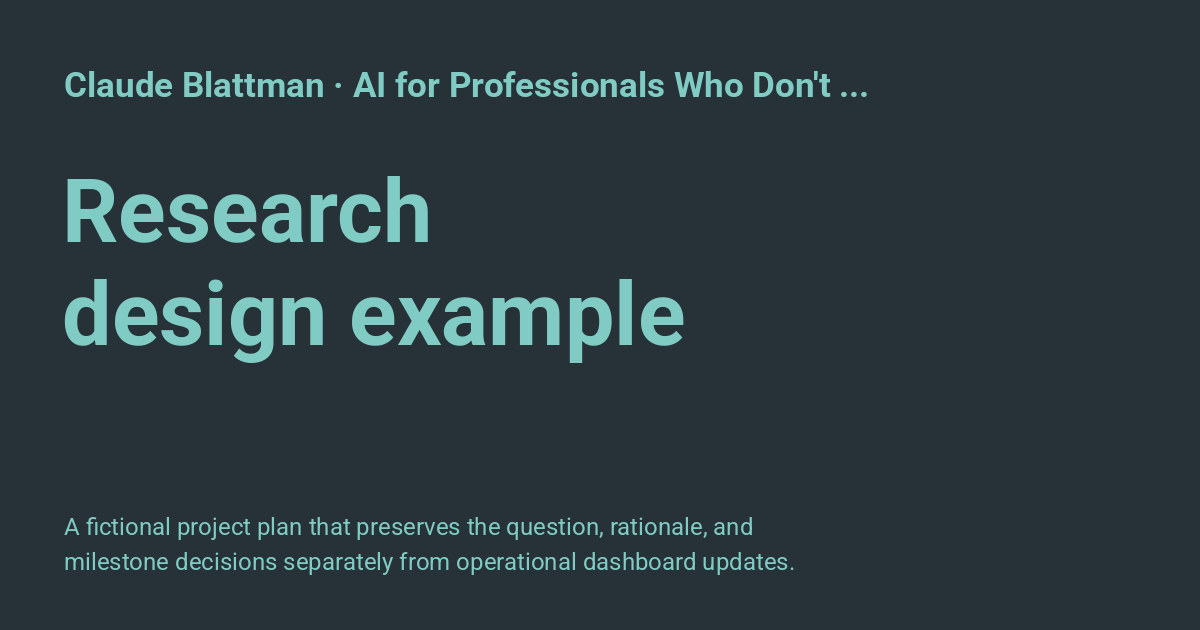 Claude Blattman · AI for Professionals Who Don't ...
Research
design example
A fictional project plan that preserves the question, rationale, and
milestone decisions separately from operational dashboard updates.